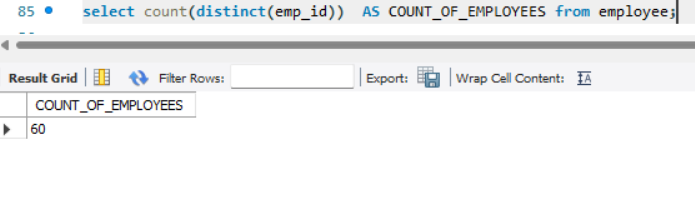 85 select count(distinct(emp_id))  AS COUNT_OF_EMPLOYEES from employee;
Result Grid Filter Rows: Export: Wrap Cell Content:
COUNT_OF_EMPLOYEES
60